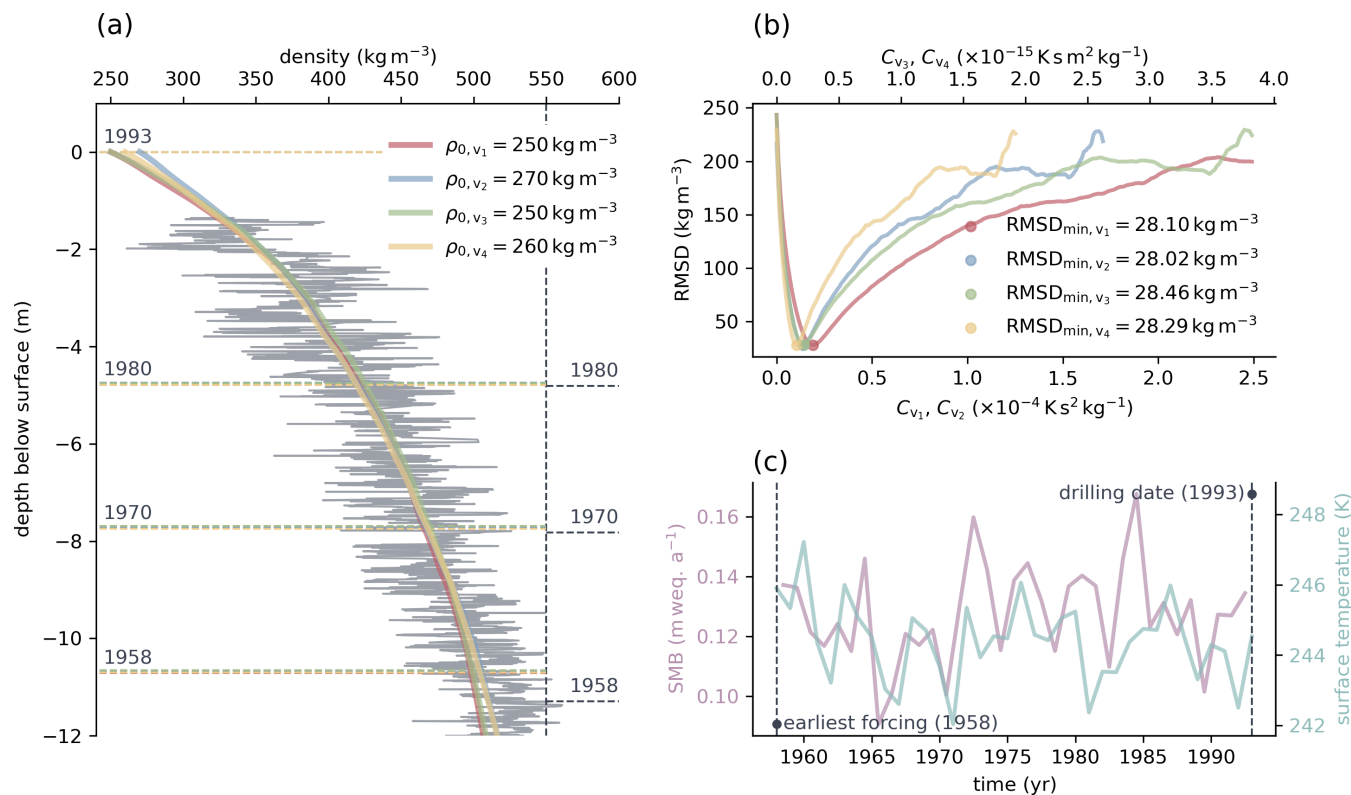 (a)
density (kg m⁻³)
250 300 350 400 450 500 550 600
1993
ρ₀,ᵥ₁ = 250 kg m⁻³
ρ₀,ᵥ₂ = 270 kg m⁻³
ρ₀,ᵥ₃ = 250 kg m⁻³
ρ₀,ᵥ₄ = 260 kg m⁻³
0
−2
−4
−6
−8
−10
−12
depth below surface (m)
1980
1980
1970
1970
1958
1958
(b)
Cᵥ₃, Cᵥ₄ (×10⁻¹⁵ K s m² kg⁻¹)
0.0 0.5 1.0 1.5 2.0 2.5 3.0 3.5 4.0
250
200
150
100
50
RMSD (kg m⁻³)
RMSDmin, v₁ = 28.10 kg m⁻³
RMSDmin, v₂ = 28.02 kg m⁻³
RMSDmin, v₃ = 28.46 kg m⁻³
RMSDmin, v₄ = 28.29 kg m⁻³
0.0 0.5 1.0 1.5 2.0 2.5
Cᵥ₁, Cᵥ₂ (×10⁻⁴ K s² kg⁻¹)
(c)
drilling date (1993)
0.16
0.14
0.12
0.10
SMB (m weq. a⁻¹)
248
246
244
242
surface temperature (K)
earliest forcing (1958)
1960 1965 1970 1975 1980 1985 1990
time (yr)